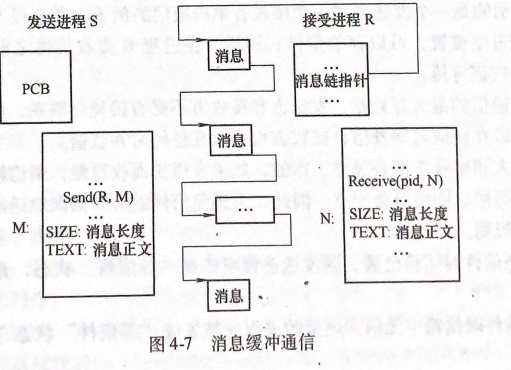 发送进程 S
接受进程 R
PCB
消息
...
消息链指针
...
消息
...
Send(R, M)
M:
SIZE: 消息长度
TEXT: 消息正文
...
...
...
Receive(pid, N)
N:
SIZE: 消息长度
TEXT: 消息正文
...
消息
图 4-7 消息缓冲通信